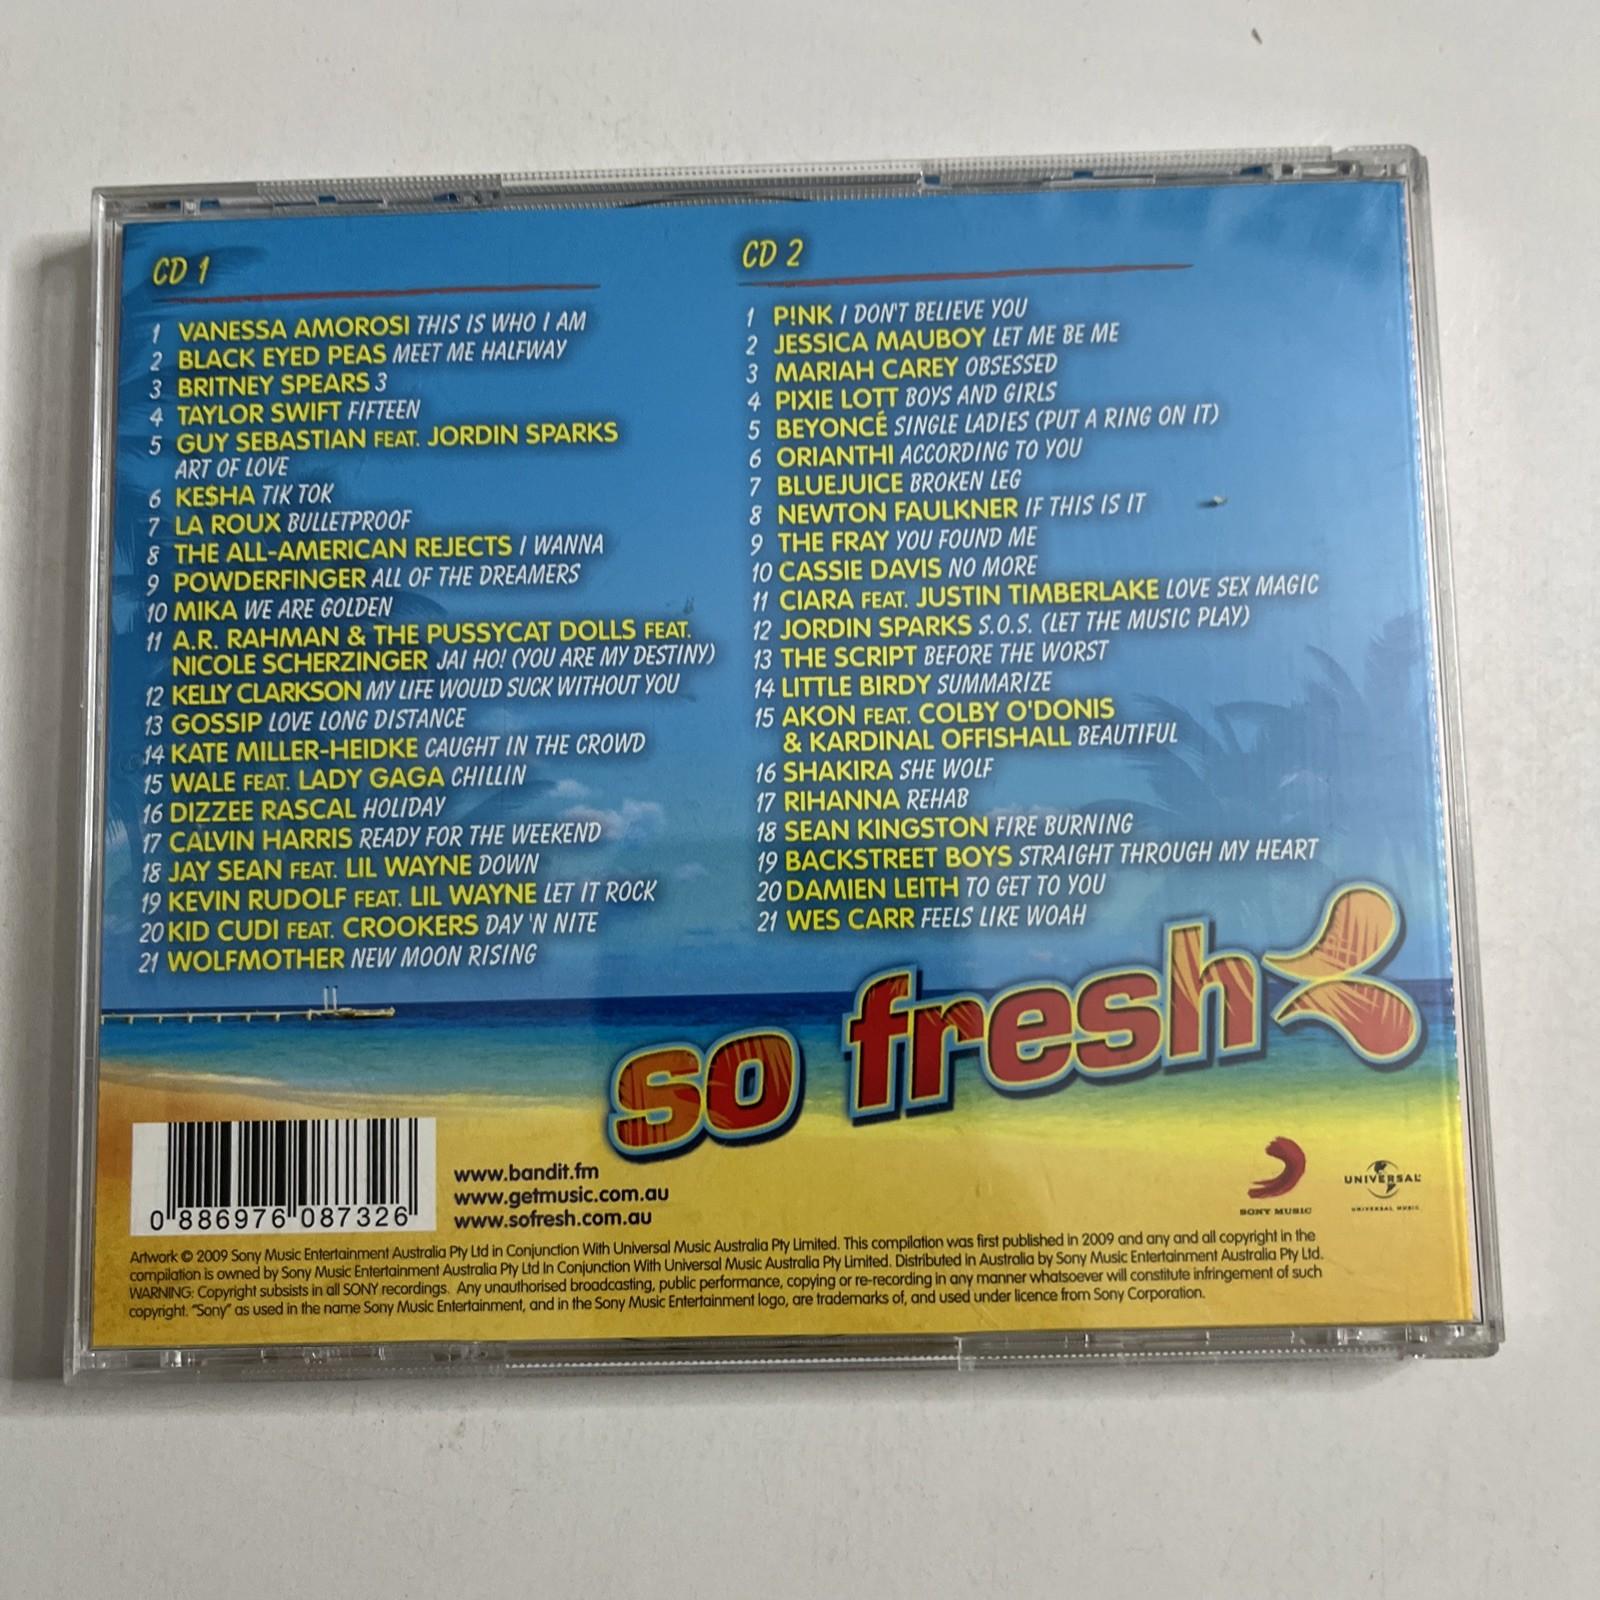 CD 1
1 VANESSA AMOROSI THIS IS WHO I AM
2 BLACK EYED PEAS MEET ME HALFWAY
3 BRITNEY SPEARS 3
4 TAYLOR SWIFT FIFTEEN
5 GUY SEBASTIAN FEAT. JORDIN SPARKS
ART OF LOVE
6 KE$HA TIK TOK
7 LA ROUX BULLETPROOF
8 THE ALL-AMERICAN REJECTS I WANNA
9 POWDERFINGER ALL OF THE DREAMERS
10 MIKA WE ARE GOLDEN
11 A.R. RAHMAN & THE PUSSYCAT DOLLS FEAT.
NICOLE SCHERZINGER JAI HO! (YOU ARE MY DESTINY)
12 KELLY CLARKSON MY LIFE WOULD SUCK WITHOUT YOU
13 GOSSIP LOVE LONG DISTANCE
14 KATE MILLER-HEIDKE CAUGHT IN THE CROWD
15 WALE FEAT. LADY GAGA CHILLIN
16 DIZZEE RASCAL HOLIDAY
17 CALVIN HARRIS READY FOR THE WEEKEND
18 JAY SEAN FEAT. LIL WAYNE DOWN
19 KEVIN RUDOLF FEAT. LIL WAYNE LET IT ROCK
20 KID CUDI FEAT. CROOKERS DAY 'N NITE
21 WOLFMOTHER NEW MOON RISING
CD 2
1 P!NK I DON'T BELIEVE YOU
2 JESSICA MAUBOY LET ME BE ME
3 MARIAH CAREY OBSESSED
4 PIXIE LOTT BOYS AND GIRLS
5 BEYONCÉ SINGLE LADIES (PUT A RING ON IT)
6 ORIANTHI ACCORDING TO YOU
7 BLUEJUICE BROKEN LEG
8 NEWTON FAULKNER IF THIS IS IT
9 THE FRAY YOU FOUND ME
10 CASSIE DAVIS NO MORE
11 CIARA FEAT. JUSTIN TIMBERLAKE LOVE SEX MAGIC
12 JORDIN SPARKS S.O.S. (LET THE MUSIC PLAY)
13 THE SCRIPT BEFORE THE WORST
14 LITTLE BIRDY SUMMARIZE
15 AKON FEAT. COLBY O'DONIS
& KARDINAL OFFISHALL BEAUTIFUL
16 SHAKIRA SHE WOLF
17 RIHANNA REHAB
18 SEAN KINGSTON FIRE BURNING
19 BACKSTREET BOYS STRAIGHT THROUGH MY HEART
20 DAMIEN LEITH TO GET TO YOU
21 WES CARR FEELS LIKE WOAH
so fresh
0 886976 087326
www.bandit.fm
www.getmusic.com.au
www.sofresh.com.au
SONY MUSIC
UNIVERSAL
UNIVERSAL MUSIC
Artwork © 2009 Sony Music Entertainment Australia Pty Ltd in Conjunction With Universal Music Australia Pty Limited. This compilation was first published in 2009 and any and all copyright in the
compilation is owned by Sony Music Entertainment Australia Pty Ltd In Conjunction With Universal Music Australia Pty Limited. Distributed in Australia by Sony Music Entertainment Australia Pty Ltd.
WARNING: Copyright subsists in all SONY recordings. Any unauthorised broadcasting, public performance, copying or re-recording in any manner whatsoever will constitute infringement of such
copyright. "Sony" as used in the name Sony Music Entertainment, and in the Sony Music Entertainment logo, are trademarks of, and used under licence from Sony Corporation.